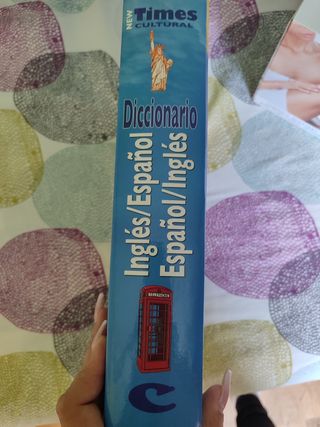 NEW Times
CULTURAL
Diccionario
Inglés/Español
Español/Inglés